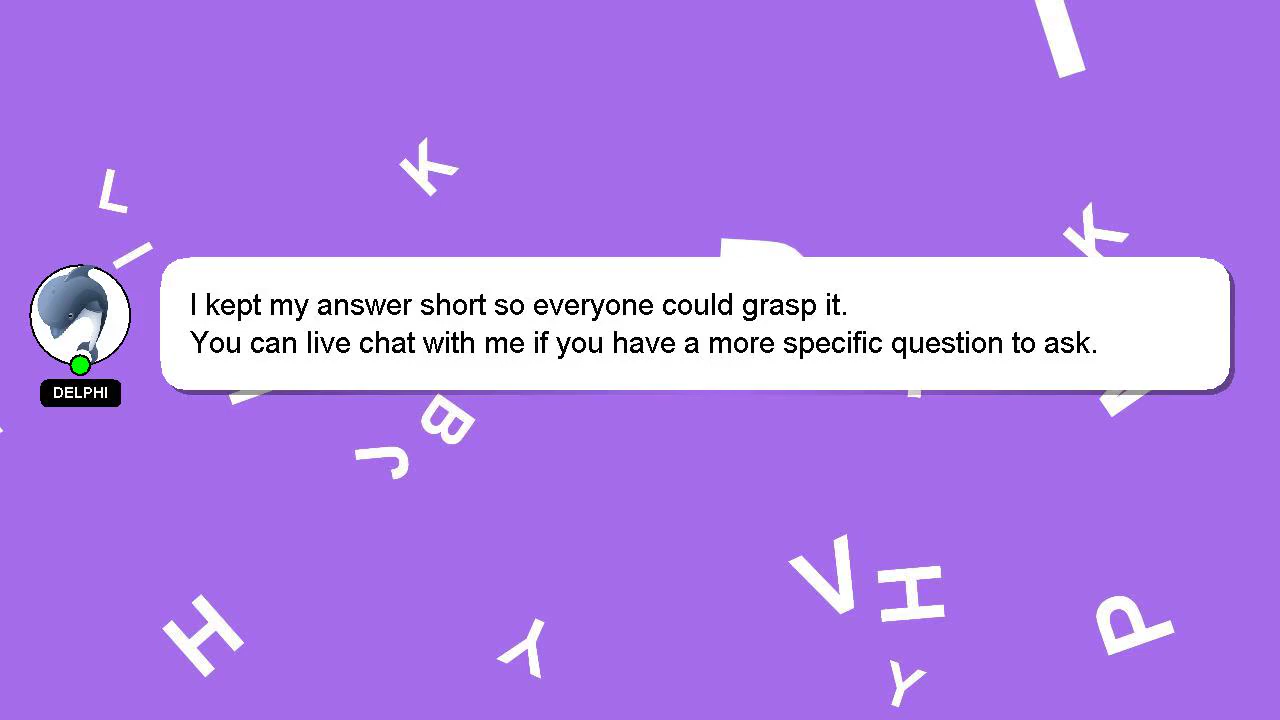 I
K
L
K
I kept my answer short so everyone could grasp it.
You can live chat with me if you have a more specific question to ask.
DELPHI
B
J
V
H
H
P
Y
Y